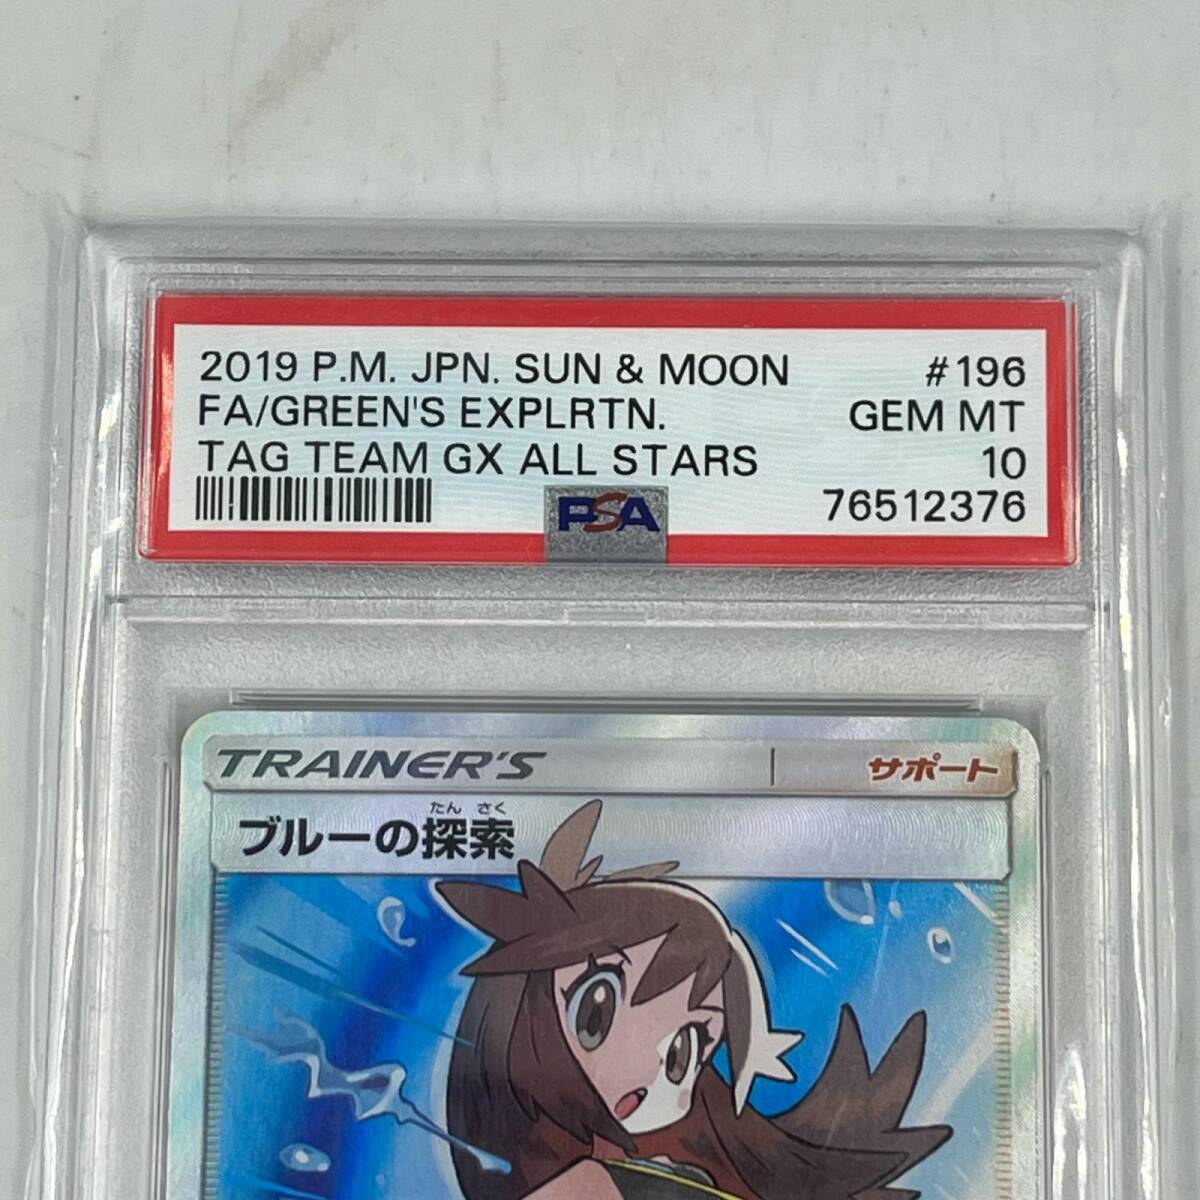 2019 P.M. JPN. SUN & MOON #196
FA/GREEN'S EXPLRTN. GEM MT
TAG TEAM GX ALL STARS 10
PSA 76512376
TRAINER'S サポート
たん さく
ブルーの探索